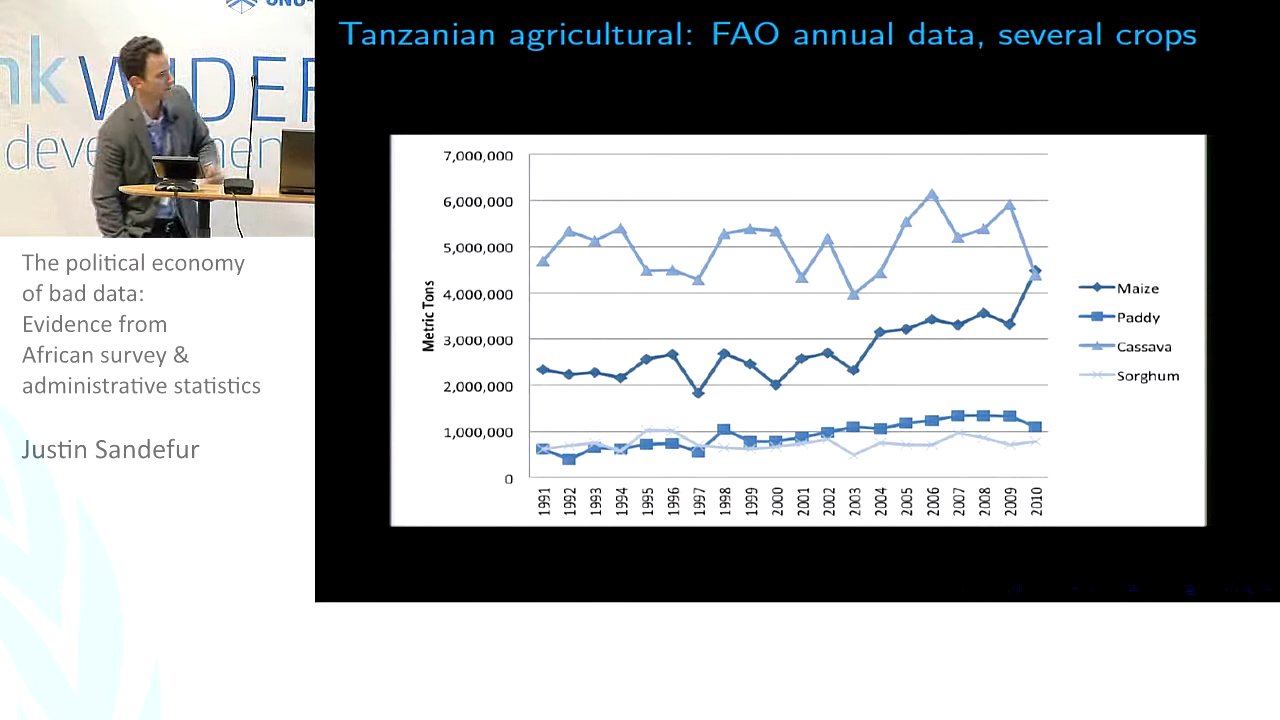 nk WIDER
deve
Tanzanian agricultural: FAO annual data, several crops
The political economy
of bad data:
Evidence from
African survey &
administrative statistics
Justin Sandefur
7,000,000
6,000,000
5,000,000
4,000,000
3,000,000
2,000,000
1,000,000
0
Metric Tons
1991 1992 1993 1994 1995 1996 1997 1998 1999 2000 2001 2002 2003 2004 2005 2006 2007 2008 2009 2010
Maize
Paddy
Cassava
Sorghum